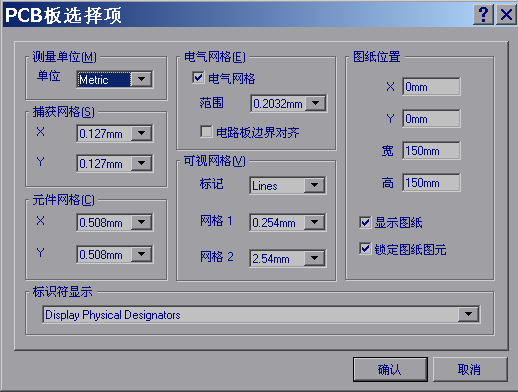 PCB板选择项
测量单位(M)
单位 Metric
捕获网格(S)
X 0.127mm
Y 0.127mm
元件网格(C)
X 0.508mm
Y 0.508mm
电气网格(E)
电气网格
范围 0.2032mm
电路板边界对齐
可视网格(V)
标记 Lines
网格 1 0.254mm
网格 2 2.54mm
图纸位置
X 0mm
Y 0mm
宽 150mm
高 150mm
显示图纸
锁定图纸图元
标识符显示
Display Physical Designators
确认 取消